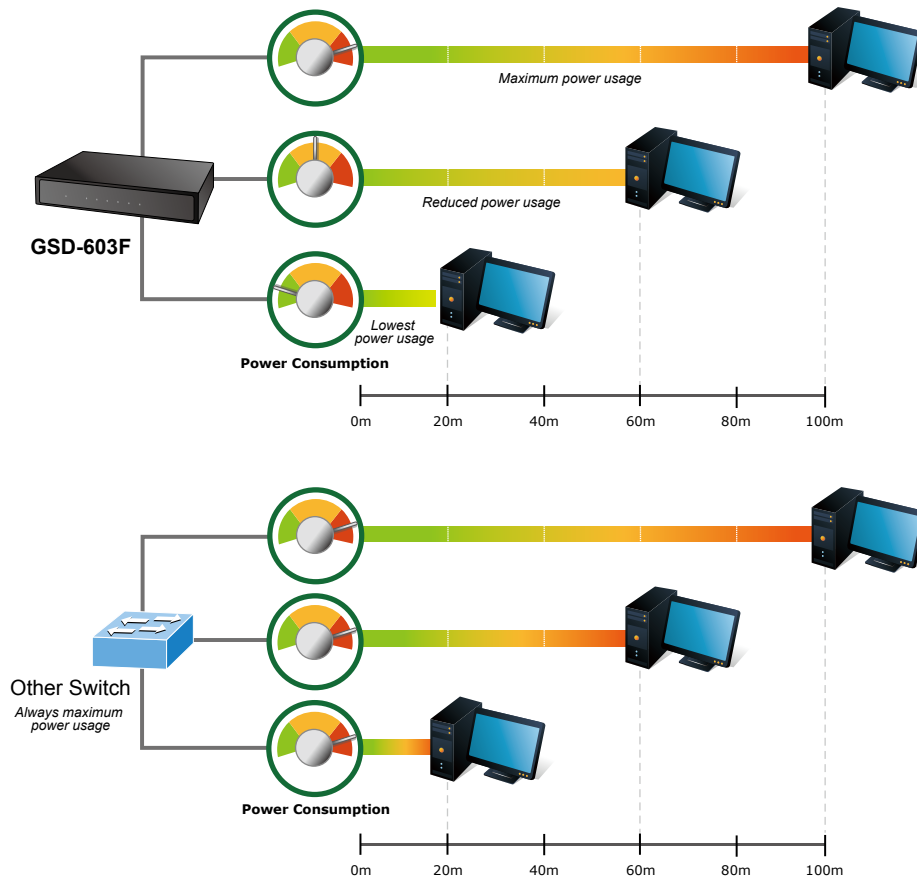 Maximum power usage
Reduced power usage
GSD-603F
Lowest
power usage
Power Consumption
0m 20m 40m 60m 80m 100m
Other Switch
Always maximum
power usage
Power Consumption
0m 20m 40m 60m 80m 100m